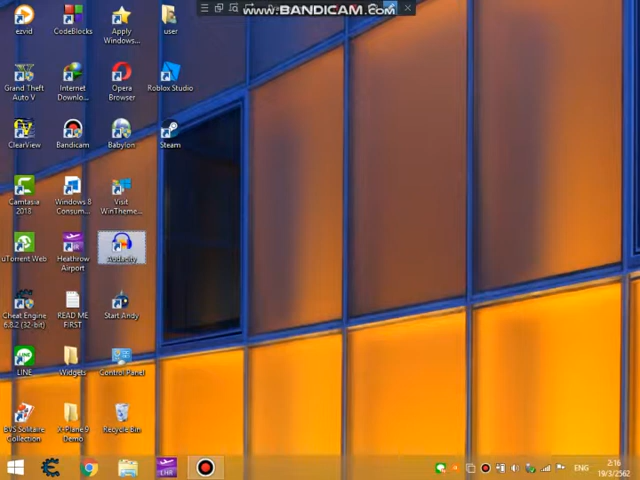 www.BANDICAM.com
ezvid
CodeBlocks
Apply
Windows...
user
Grand Theft
Auto V
Internet
Downlo...
Opera
Browser
Roblox Studio
ClearView
Bandicam
Babylon
Steam
Camtasia
2018
Windows.8
Consum...
Visit
WinTheme...
uTorrent Web
Heathrow
Airport
Audacity
Cheat Engine
6.8.2 (32-bit)
READ ME
FIRST
Start Andy
LINE
Widgets
Control Panel
BVS Solitaire
Collection
X-Plane 9
Demo
Recycle Bin
LHR
ENG
2:16
19/3/2562